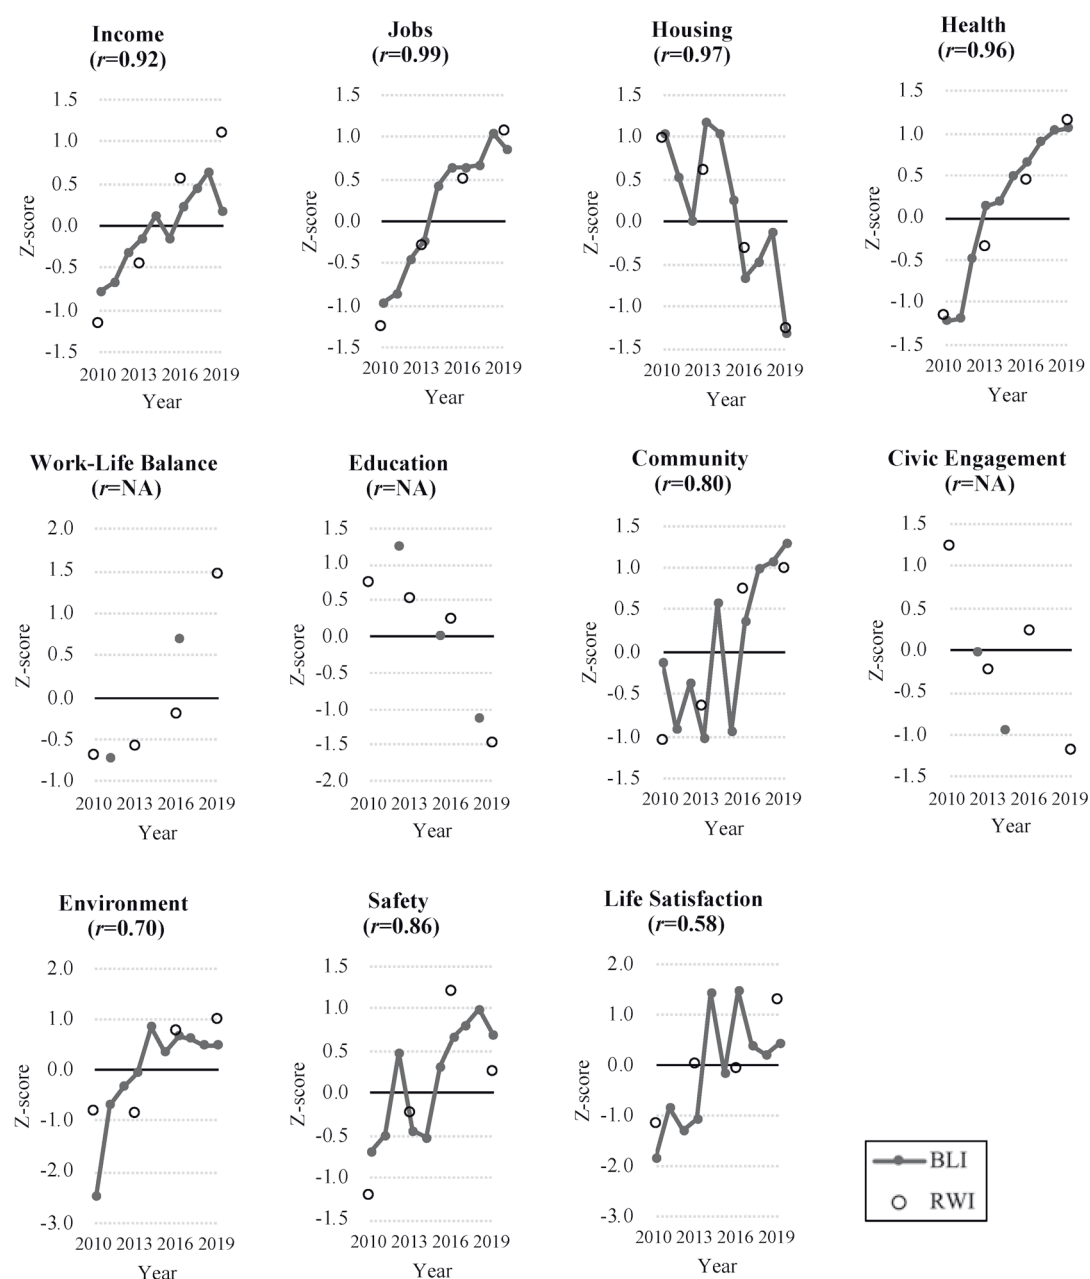 Income
(r=0.92)
1.5
1.0
0.5
0.0
-0.5
-1.0
-1.5
Z-score
2010 2013 2016 2019
Year
Jobs
(r=0.99)
1.5
1.0
0.5
0.0
-0.5
-1.0
-1.5
Z-score
2010 2013 2016 2019
Year
Housing
(r=0.97)
1.5
1.0
0.5
0.0
-0.5
-1.0
-1.5
Z-score
2010 2013 2016 2019
Year
Health
(r=0.96)
1.5
1.0
0.5
0.0
-0.5
-1.0
-1.5
Z-score
2010 2013 2016 2019
Year
Work-Life Balance
(r=NA)
2.0
1.5
1.0
0.5
0.0
-0.5
-1.0
Z-score
2010 2013 2016 2019
Year
Education
(r=NA)
1.5
1.0
0.5
0.0
-0.5
-1.0
-1.5
-2.0
Z-score
2010 2013 2016 2019
Year
Community
(r=0.80)
1.5
1.0
0.5
0.0
-0.5
-1.0
-1.5
Z-score
2010 2013 2016 2019
Year
Civic Engagement
(r=NA)
1.5
1.0
0.5
0.0
-0.5
-1.0
-1.5
Z-score
2010 2013 2016 2019
Year
Environment
(r=0.70)
2.0
1.0
0.0
-1.0
-2.0
-3.0
Z-score
2010 2013 2016 2019
Year
Safety
(r=0.86)
1.5
1.0
0.5
0.0
-0.5
-1.0
-1.5
Z-score
2010 2013 2016 2019
Year
Life Satisfaction
(r=0.58)
2.0
1.0
0.0
-1.0
-2.0
-3.0
Z-score
2010 2013 2016 2019
Year
BLI
RWI